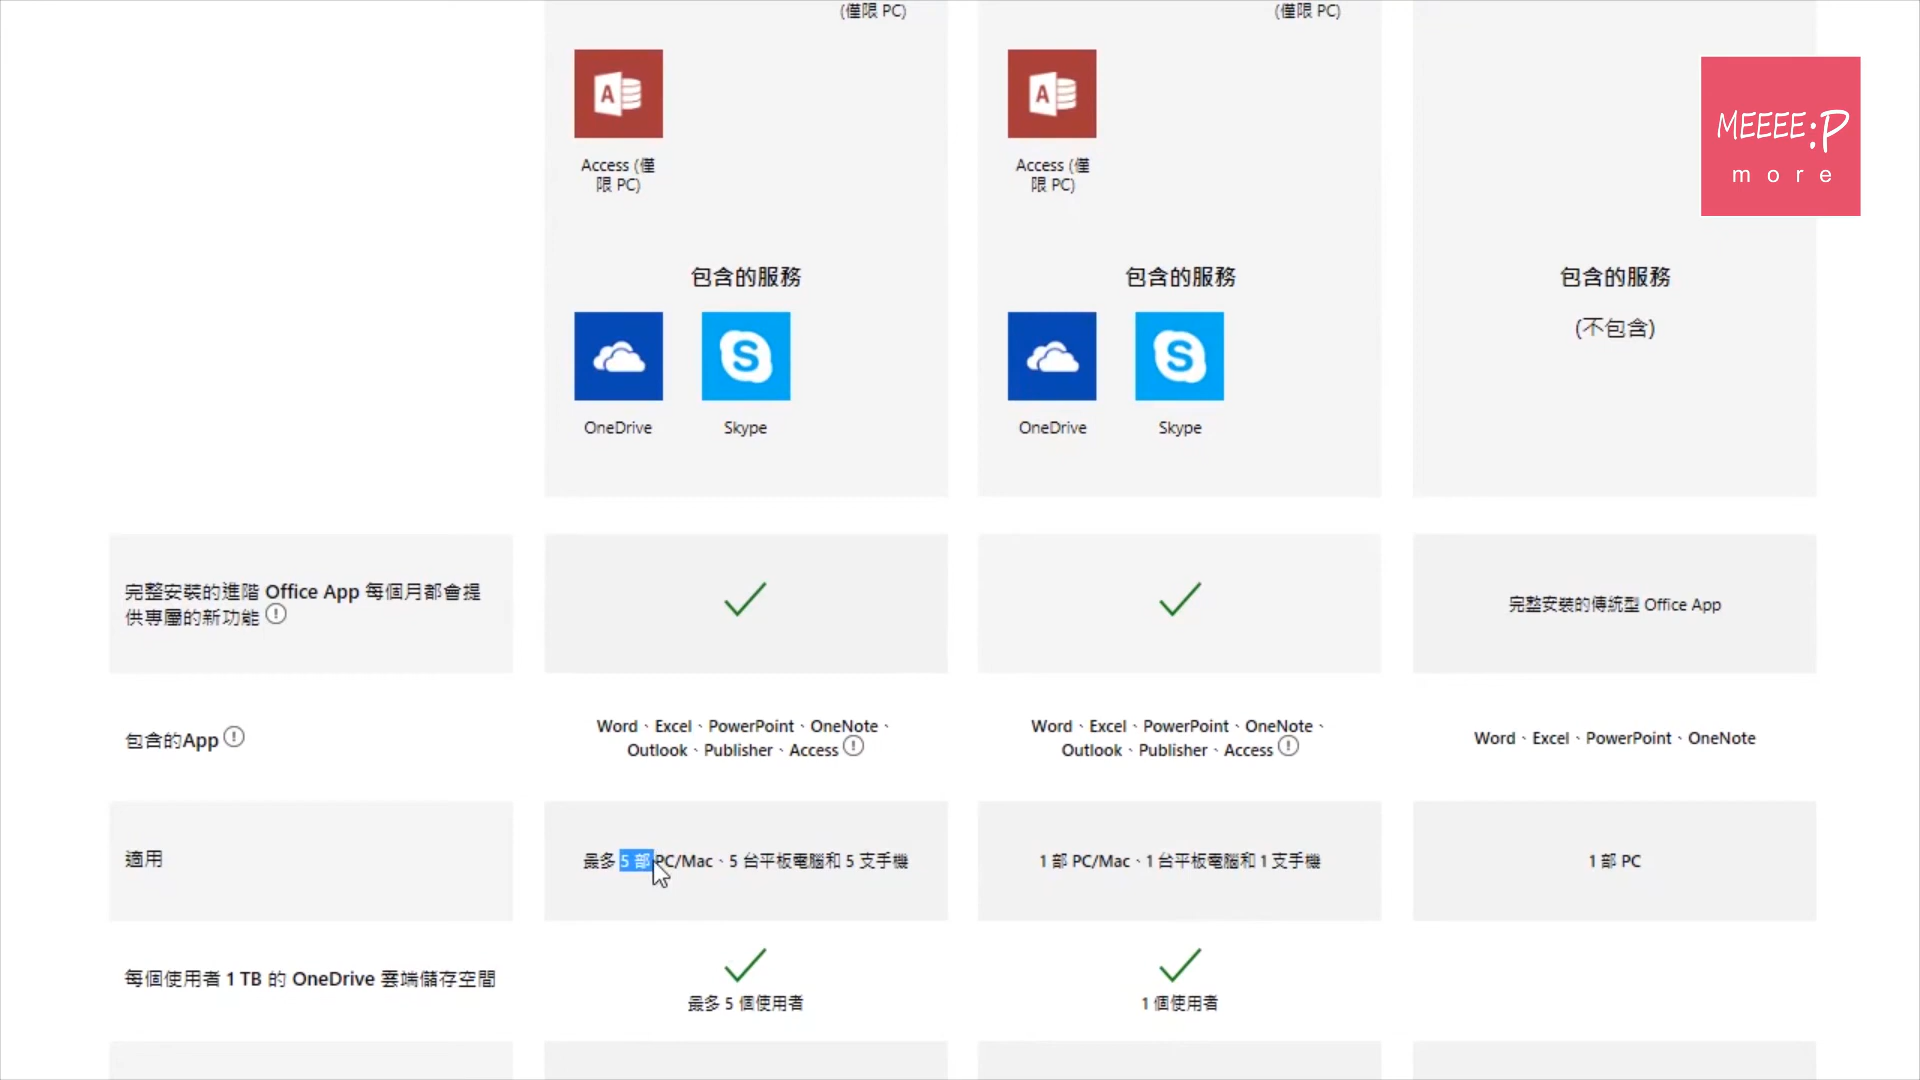 (僅限 PC)
(僅限 PC)
A
Access (僅
限 PC)
A
Access (僅
限 PC)
MEEEE:P
more
包含的服務
包含的服務
包含的服務
(不包含)
OneDrive
Skype
OneDrive
Skype
完整安裝的進階 Office App 每個月都會提
供專屬的新功能
完整安裝的傳統型 Office App
包含的App
Word、Excel、PowerPoint、OneNote、
Outlook、Publisher、Access
Word、Excel、PowerPoint、OneNote、
Outlook、Publisher、Access
Word、Excel、PowerPoint、OneNote
適用
最多 5 部 PC/Mac、5 台平板電腦和 5 支手機
1 部 PC/Mac、1 台平板電腦和 1 支手機
1 部 PC
每個使用者 1 TB 的 OneDrive 雲端儲存空間
最多 5 個使用者
1 個使用者